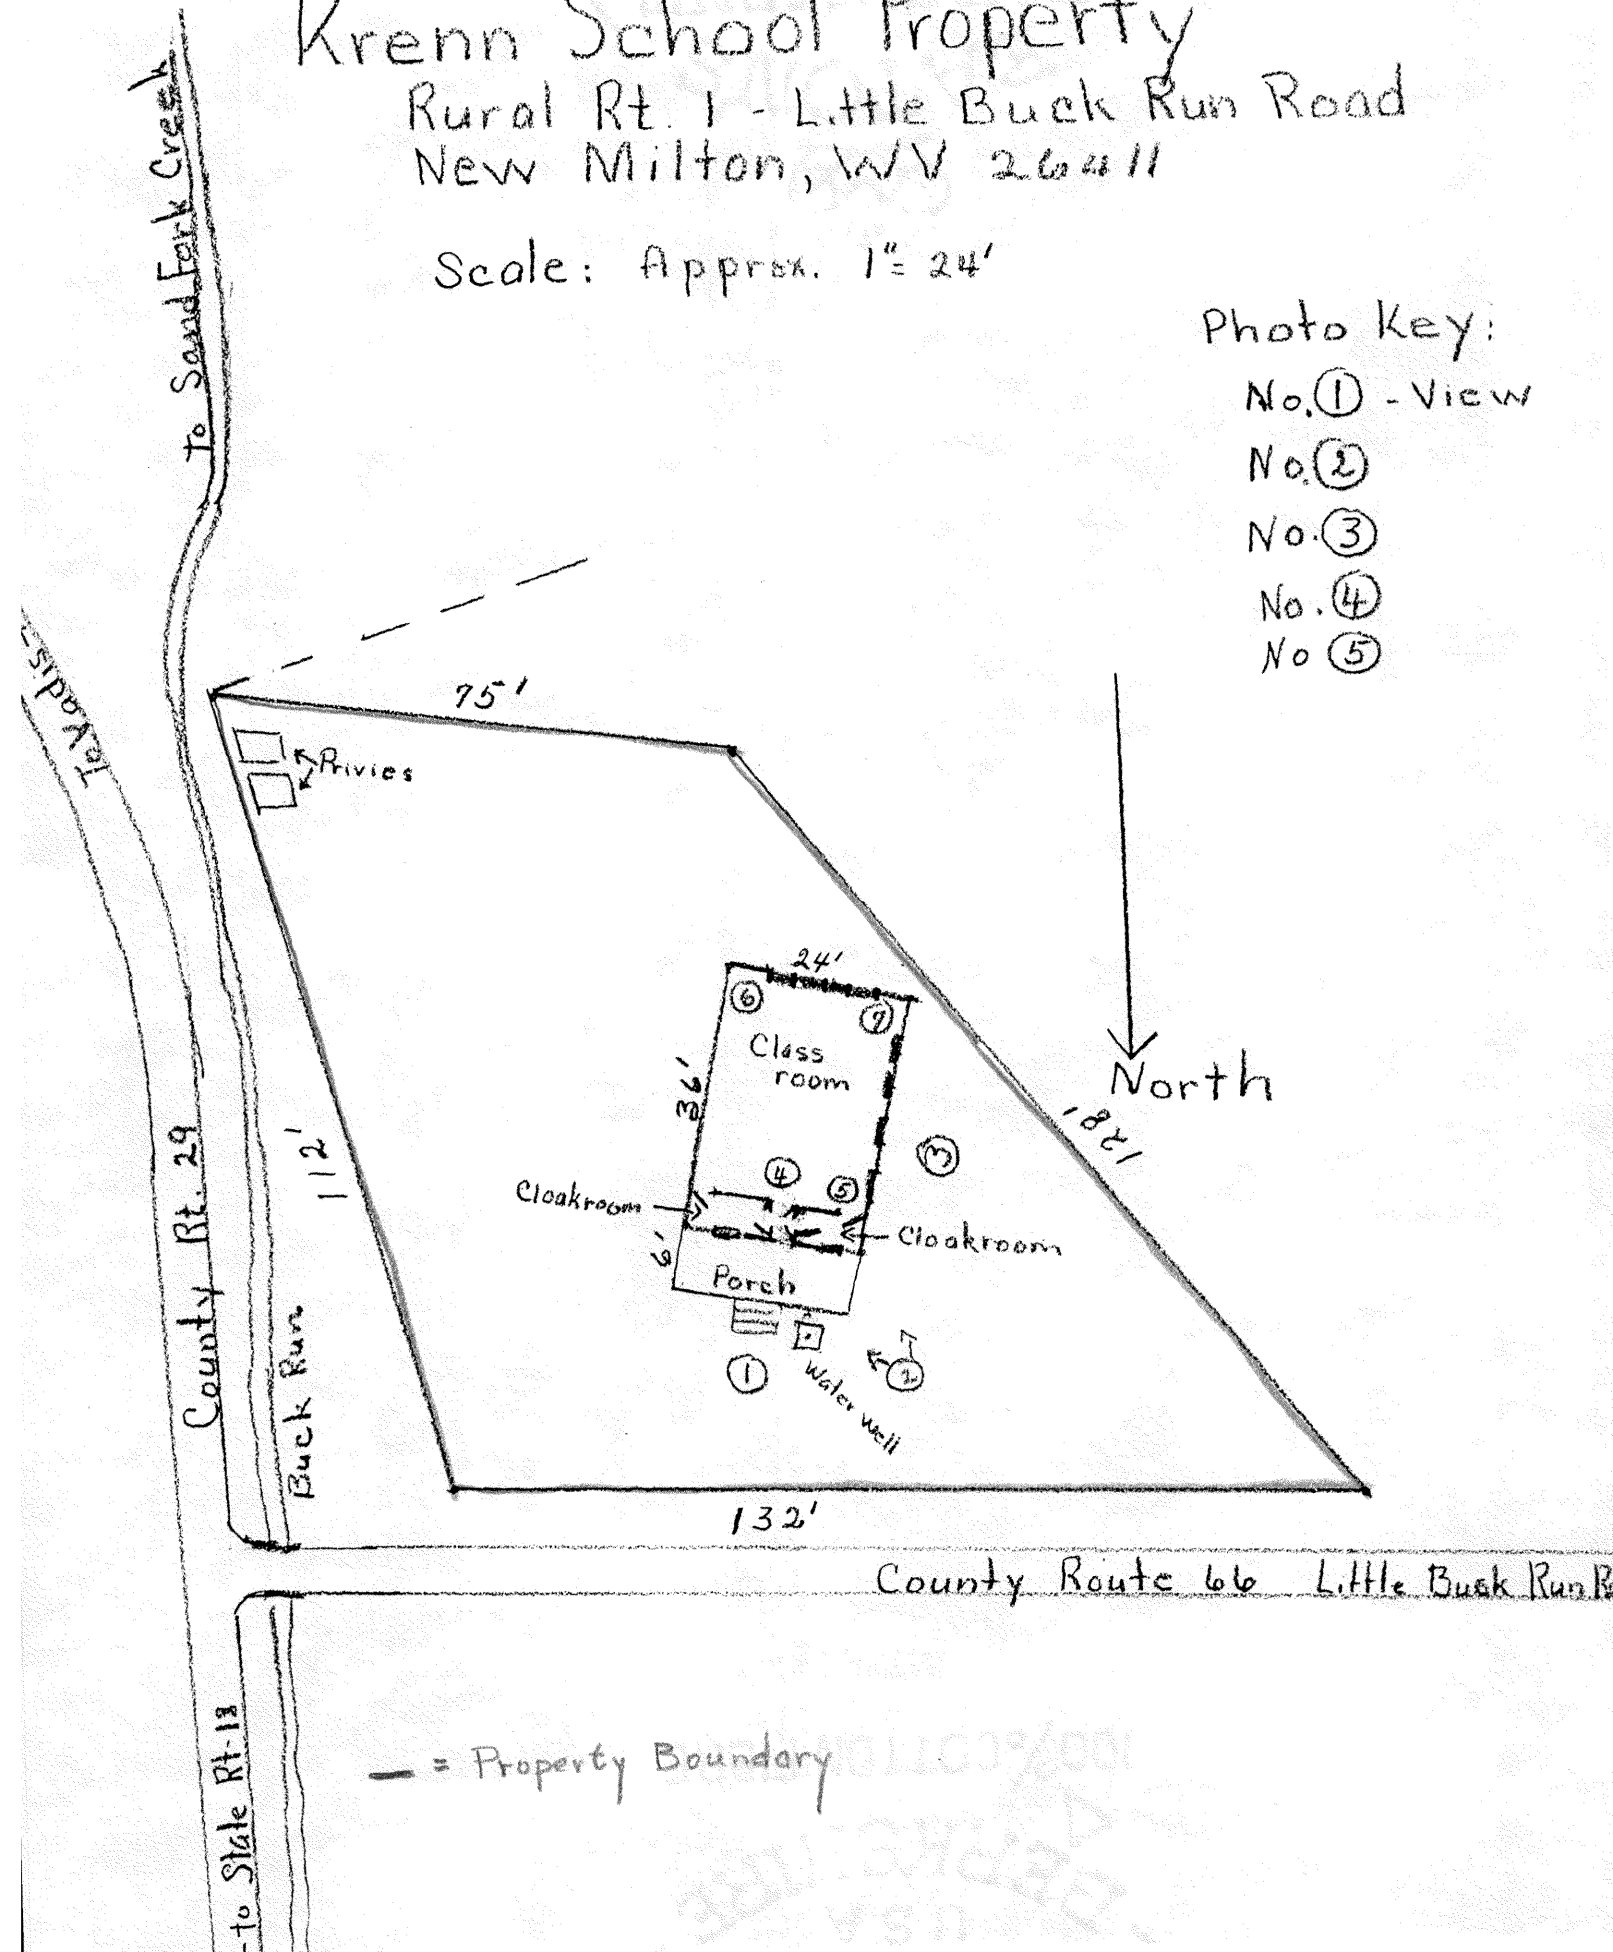 Krenn School Property
Rural Rt. 1 - Little Buck Run Road
New Milton, WV 26411
Scale: Approx. 1"= 24'
Photo Key:
No. 1 - View
No. 2
No. 3
No. 4
No 5
To Sand Fork Creek
To Vadis-
75'
Privies
24'
6
7
Class
room
36'
North
128'
3
112'
County Rt. 29
4
5
Cloakroom
Cloakroom
6'
Porch
1
2
Water well
Buck Run
132'
County Route 66 Little Buck Run R
- to State Rt. 18
— = Property Boundary